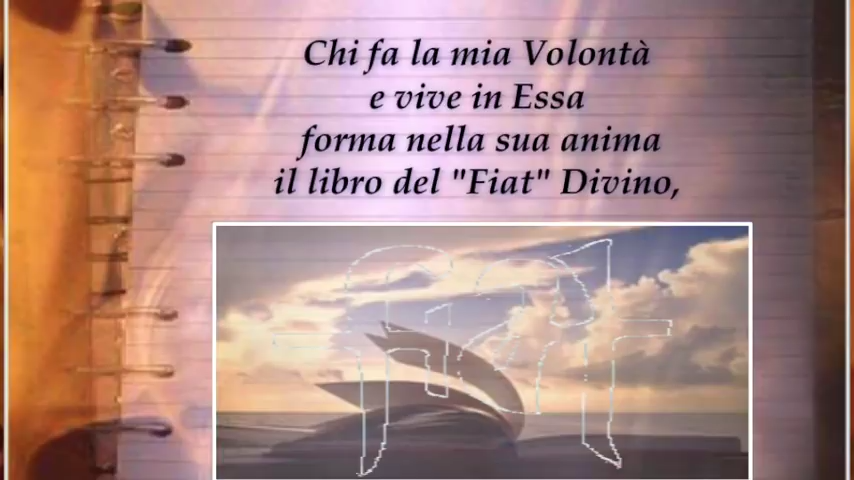 Chi fa la mia Volontà
e vive in Essa
forma nella sua anima
il libro del "Fiat" Divino,
fiat